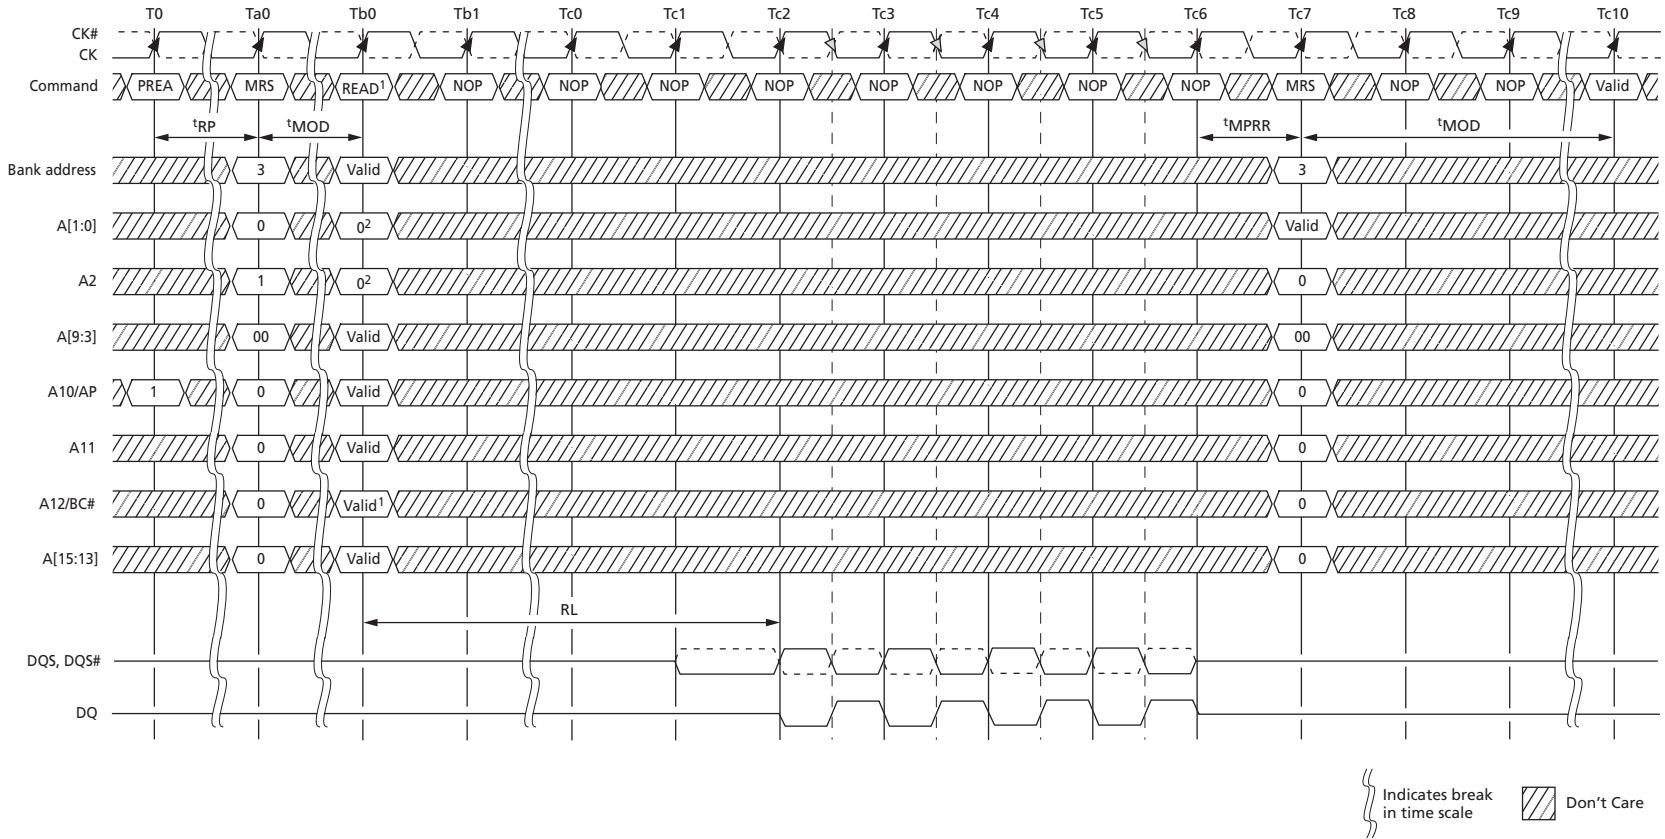 T0 Ta0 Tb0 Tb1 Tc0 Tc1 Tc2 Tc3 Tc4 Tc5 Tc6 Tc7 Tc8 Tc9 Tc10
CK#
CK
Command PREA MRS READ1 NOP NOP NOP NOP NOP NOP NOP NOP MRS NOP NOP Valid
tRP tMOD tMPRR tMOD
Bank address 3 Valid 3
A[1:0] 0 02 Valid
A2 1 02 0
A[9:3] 00 Valid 00
A10/AP 1 0 Valid 0
A11 0 Valid 0
A12/BC# 0 Valid1 0
A[15:13] 0 Valid 0
RL
DQS, DQS#
DQ
Indicates break
in time scale
Don't Care